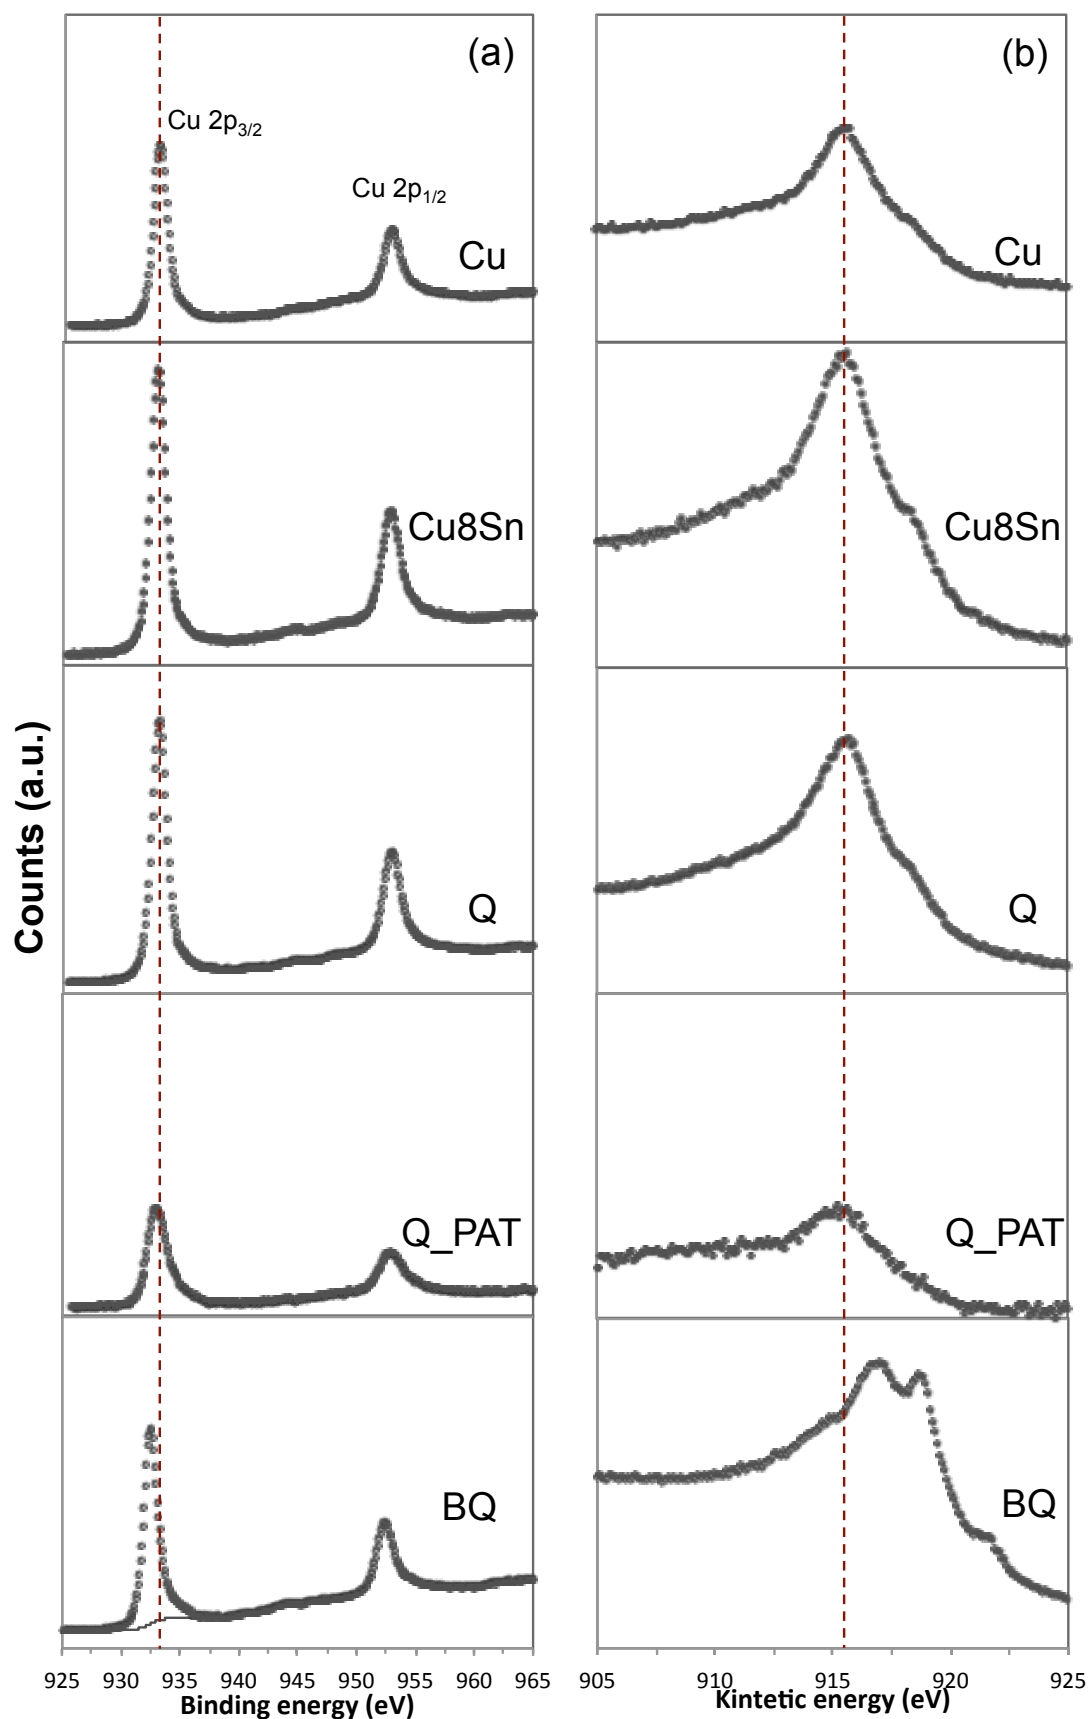 (a)
(b)
Cu 2p3/2
Cu 2p1/2
Cu
Cu
Cu8Sn
Cu8Sn
Counts (a.u.)
Q
Q
Q_PAT
Q_PAT
BQ
BQ
925 930 935 940 945 950 955 960 965
905 910 915 920 925
Binding energy (eV)
Kintetic energy (eV)